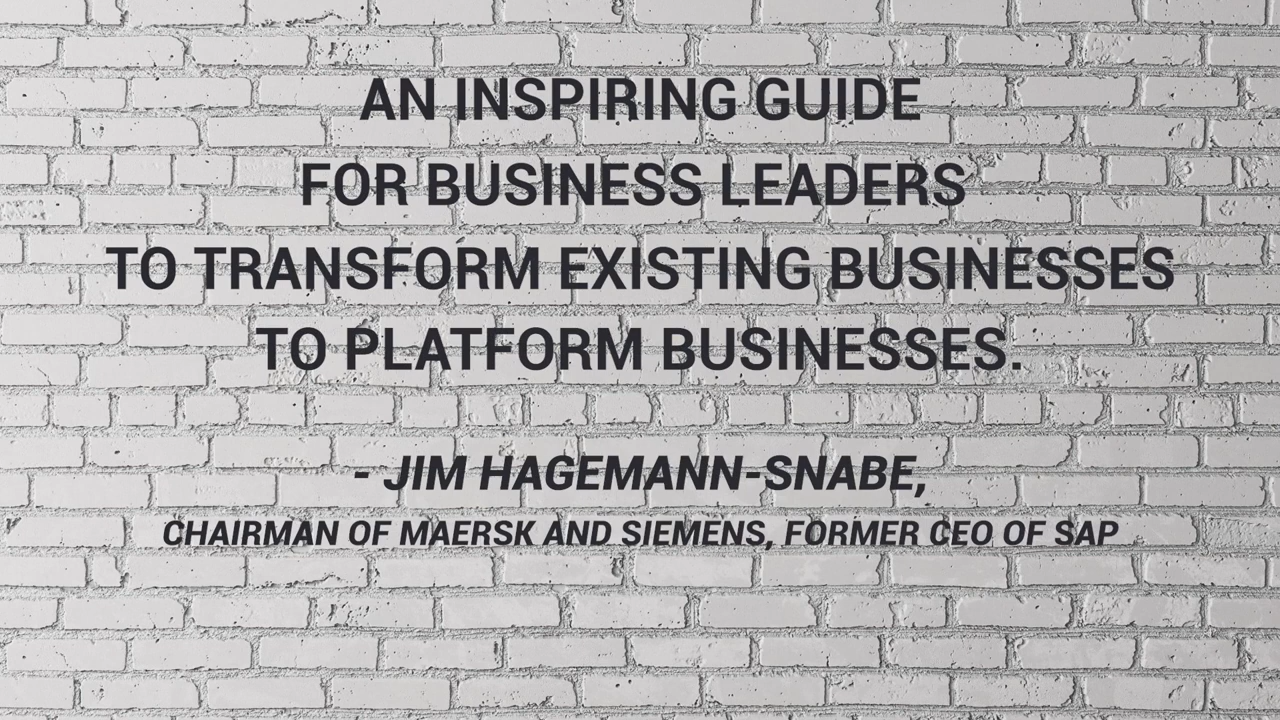 AN INSPIRING GUIDE
FOR BUSINESS LEADERS
TO TRANSFORM EXISTING BUSINESSES
TO PLATFORM BUSINESSES.
- JIM HAGEMANN-SNABE,
CHAIRMAN OF MAERSK AND SIEMENS, FORMER CEO OF SAP